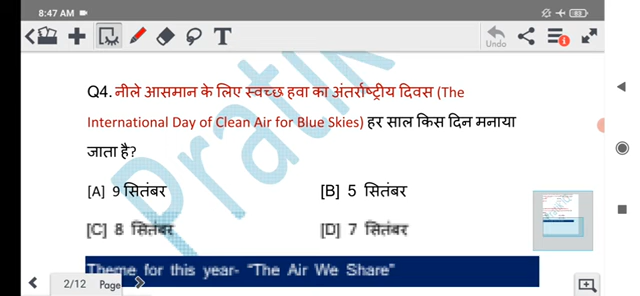 8:47 AM
83
Undo
T
Q4. नीले आसमान के लिए स्वच्छ हवा का अंतर्राष्ट्रीय दिवस (The
International Day of Clean Air for Blue Skies) हर साल किस दिन मनाया
जाता है?
[A] 9 सितंबर [B] 5 सितंबर
[C] 8 सितंबर [D] 7 सितंबर
Theme for this year- "The Air We Share"
2/12 Page
Pratik